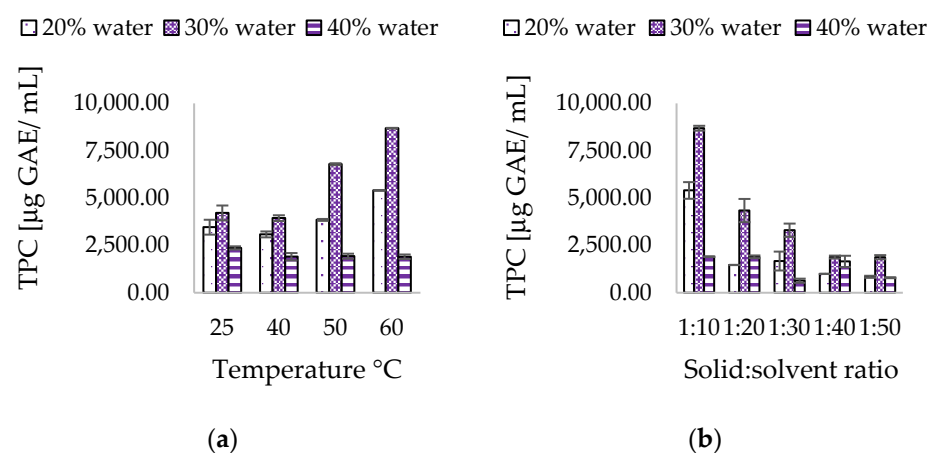 20% water 30% water 40% water
TPC [µg GAE/ mL]
10,000.00
7,500.00
5,000.00
2,500.00
0.00
25 40 50 60
Temperature °C
(a)
20% water 30% water 40% water
TPC [µg GAE/ mL]
10,000.00
7,500.00
5,000.00
2,500.00
0.00
1:10 1:20 1:30 1:40 1:50
Solid:solvent ratio
(b)